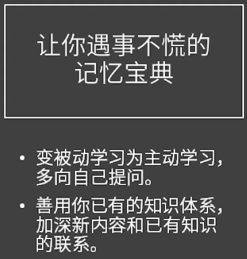 让你遇事不慌的
记忆宝典
• 变被动学习为主动学习，
多向自己提问。
• 善用你已有的知识体系，
加深新内容和已有知识
的联系。